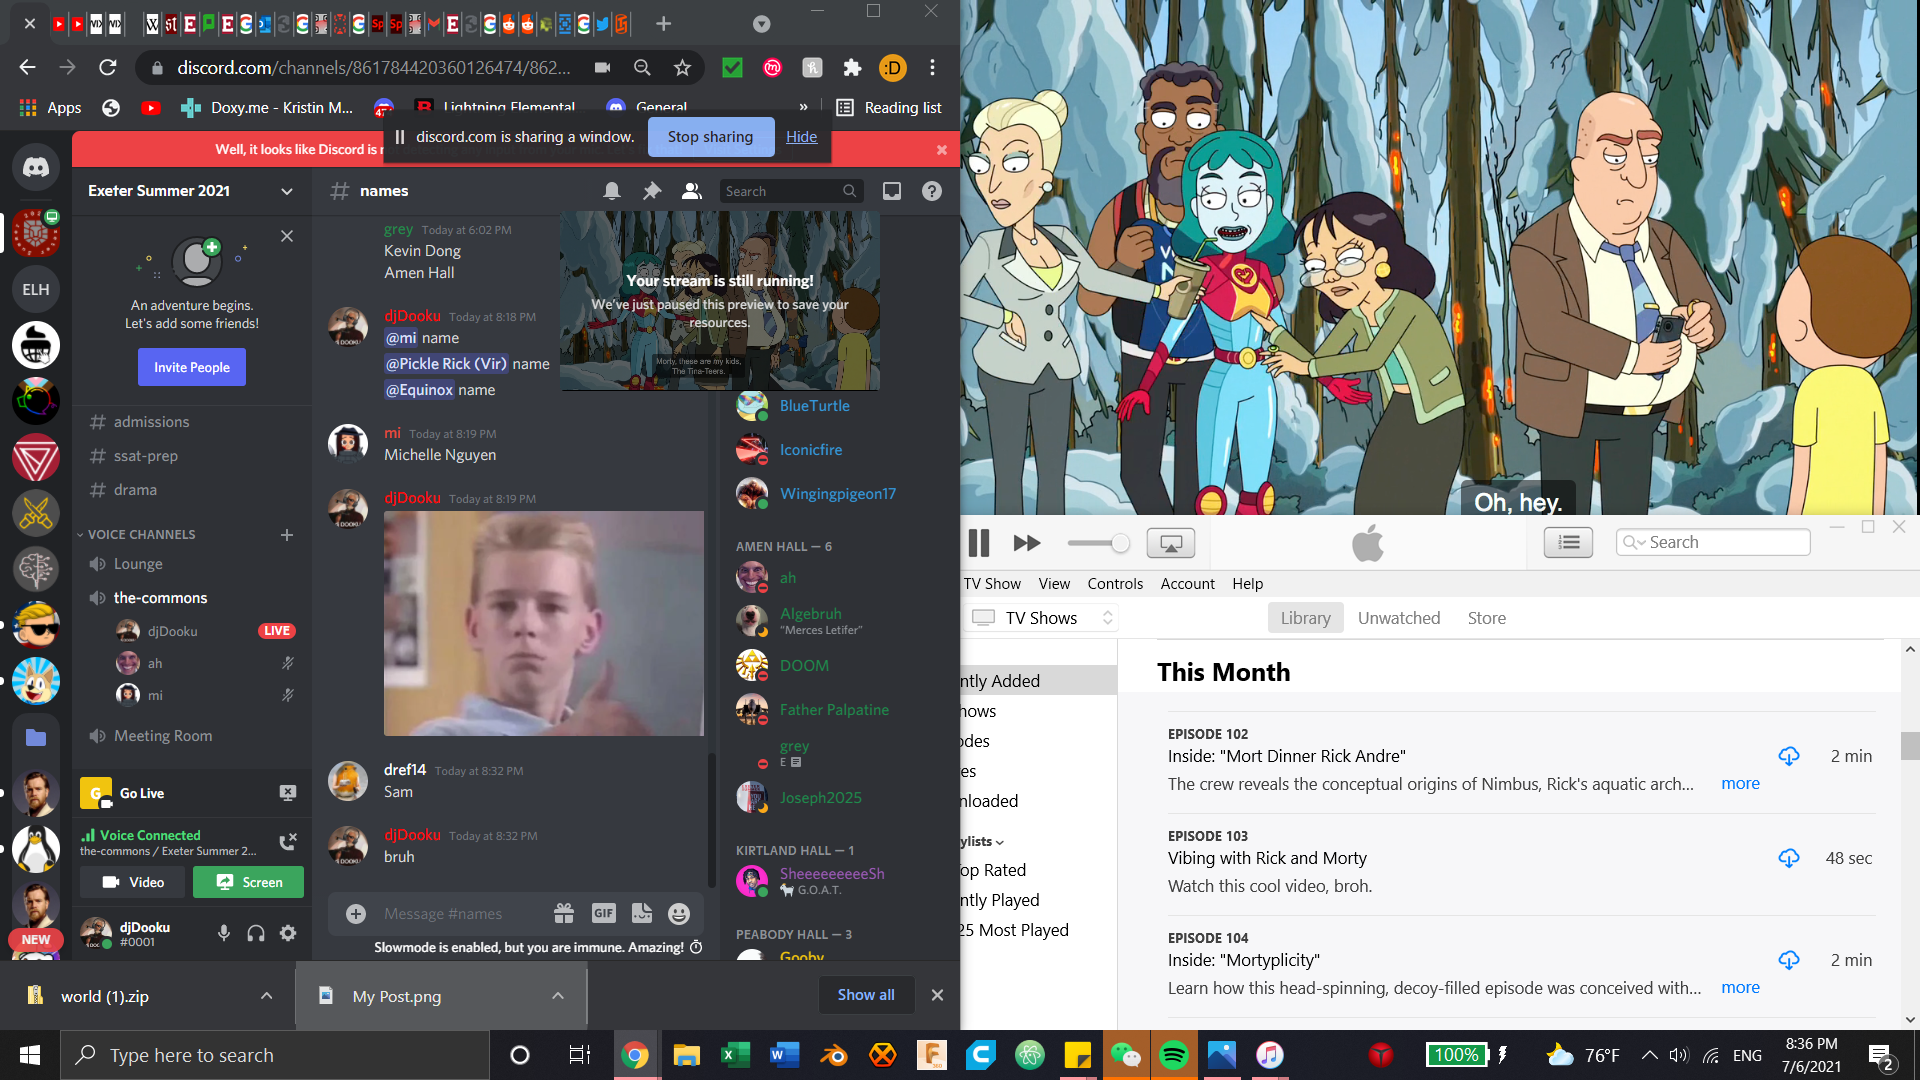 discord.com/channels/861784420360126474/862...
Apps
Doxy.me - Kristin M...
Lightning Elemental
General
»
Reading list
discord.com is sharing a window.
Stop sharing
Hide
Well, it looks like Discord is
Exeter Summer 2021
names
Search
ELH
An adventure begins.
Let's add some friends!
Invite People
admissions
ssat-prep
drama
VOICE CHANNELS
Lounge
the-commons
djDooku
LIVE
ah
mi
Meeting Room
Go Live
Voice Connected
the-commons / Exeter Summer 2...
Video
Screen
djDooku
#0001
NEW
grey Today at 6:02 PM
Kevin Dong
Amen Hall
djDooku Today at 8:18 PM
@mi name
@Pickle Rick (Vir) name
@Equinox name
mi Today at 8:19 PM
Michelle Nguyen
djDooku Today at 8:19 PM
dref14 Today at 8:32 PM
Sam
djDooku Today at 8:32 PM
bruh
Message #names
GIF
Slowmode is enabled, but you are immune. Amazing!
Your stream is still running!
We've just paused this preview to save your
resources.
Morty, these are my kids,
The Tina-Teers.
BlueTurtle
Iconicfire
Wingingpigeon17
AMEN HALL — 6
ah
Algebruh
"Merces Letifer"
DOOM
Father Palpatine
grey
E
Joseph2025
KIRTLAND HALL — 1
SheeeeeeeeeSh
G.O.A.T.
PEABODY HALL — 3
Gooby
world (1).zip
My Post.png
Show all
Oh, hey.
Search
TV Show
View
Controls
Account
Help
TV Shows
Library
Unwatched
Store
ntly Added
hows
odes
es
nloaded
ylists
op Rated
ntly Played
25 Most Played
This Month
EPISODE 102
Inside: "Mort Dinner Rick Andre"
2 min
The crew reveals the conceptual origins of Nimbus, Rick's aquatic arch...
more
EPISODE 103
Vibing with Rick and Morty
48 sec
Watch this cool video, broh.
EPISODE 104
Inside: "Mortyplicity"
2 min
Learn how this head-spinning, decoy-filled episode was conceived with...
more
Type here to search
100%
76°F
ENG
8:36 PM
7/6/2021
2